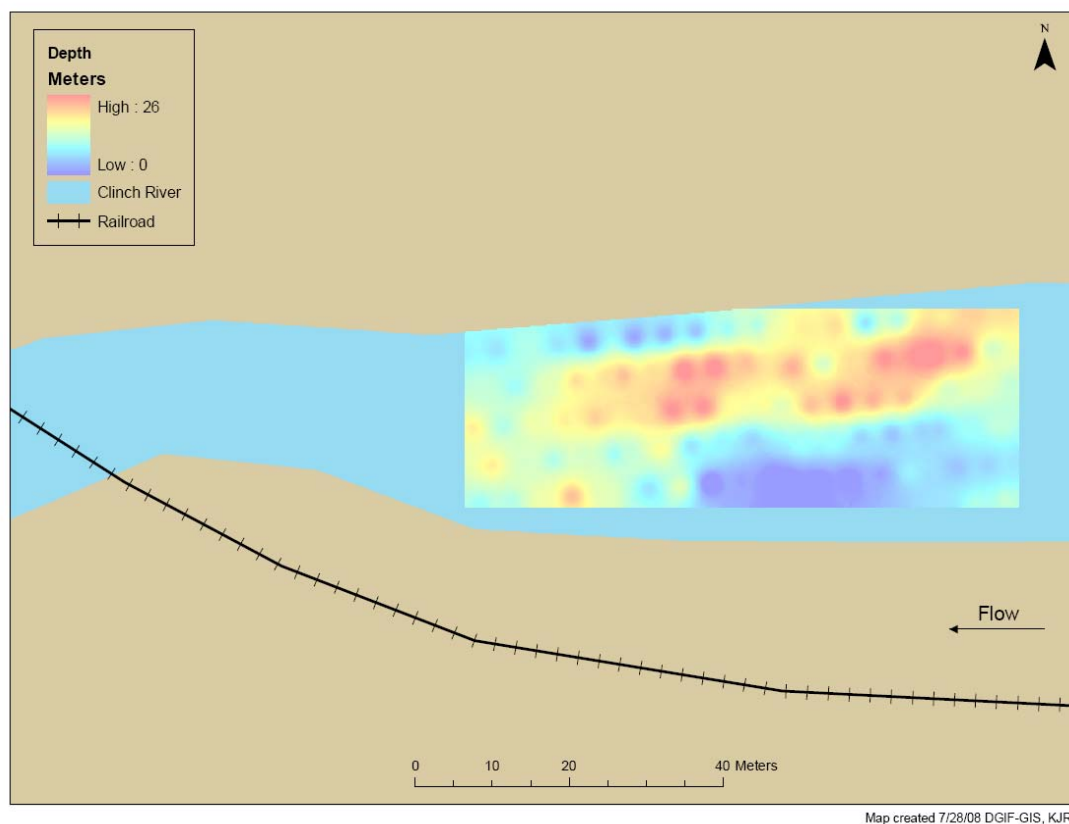 N
Depth
Meters
High : 26
Low : 0
Clinch River
Railroad
Flow
0 10 20 40 Meters
Map created 7/28/08 DGIF-GIS, KJR